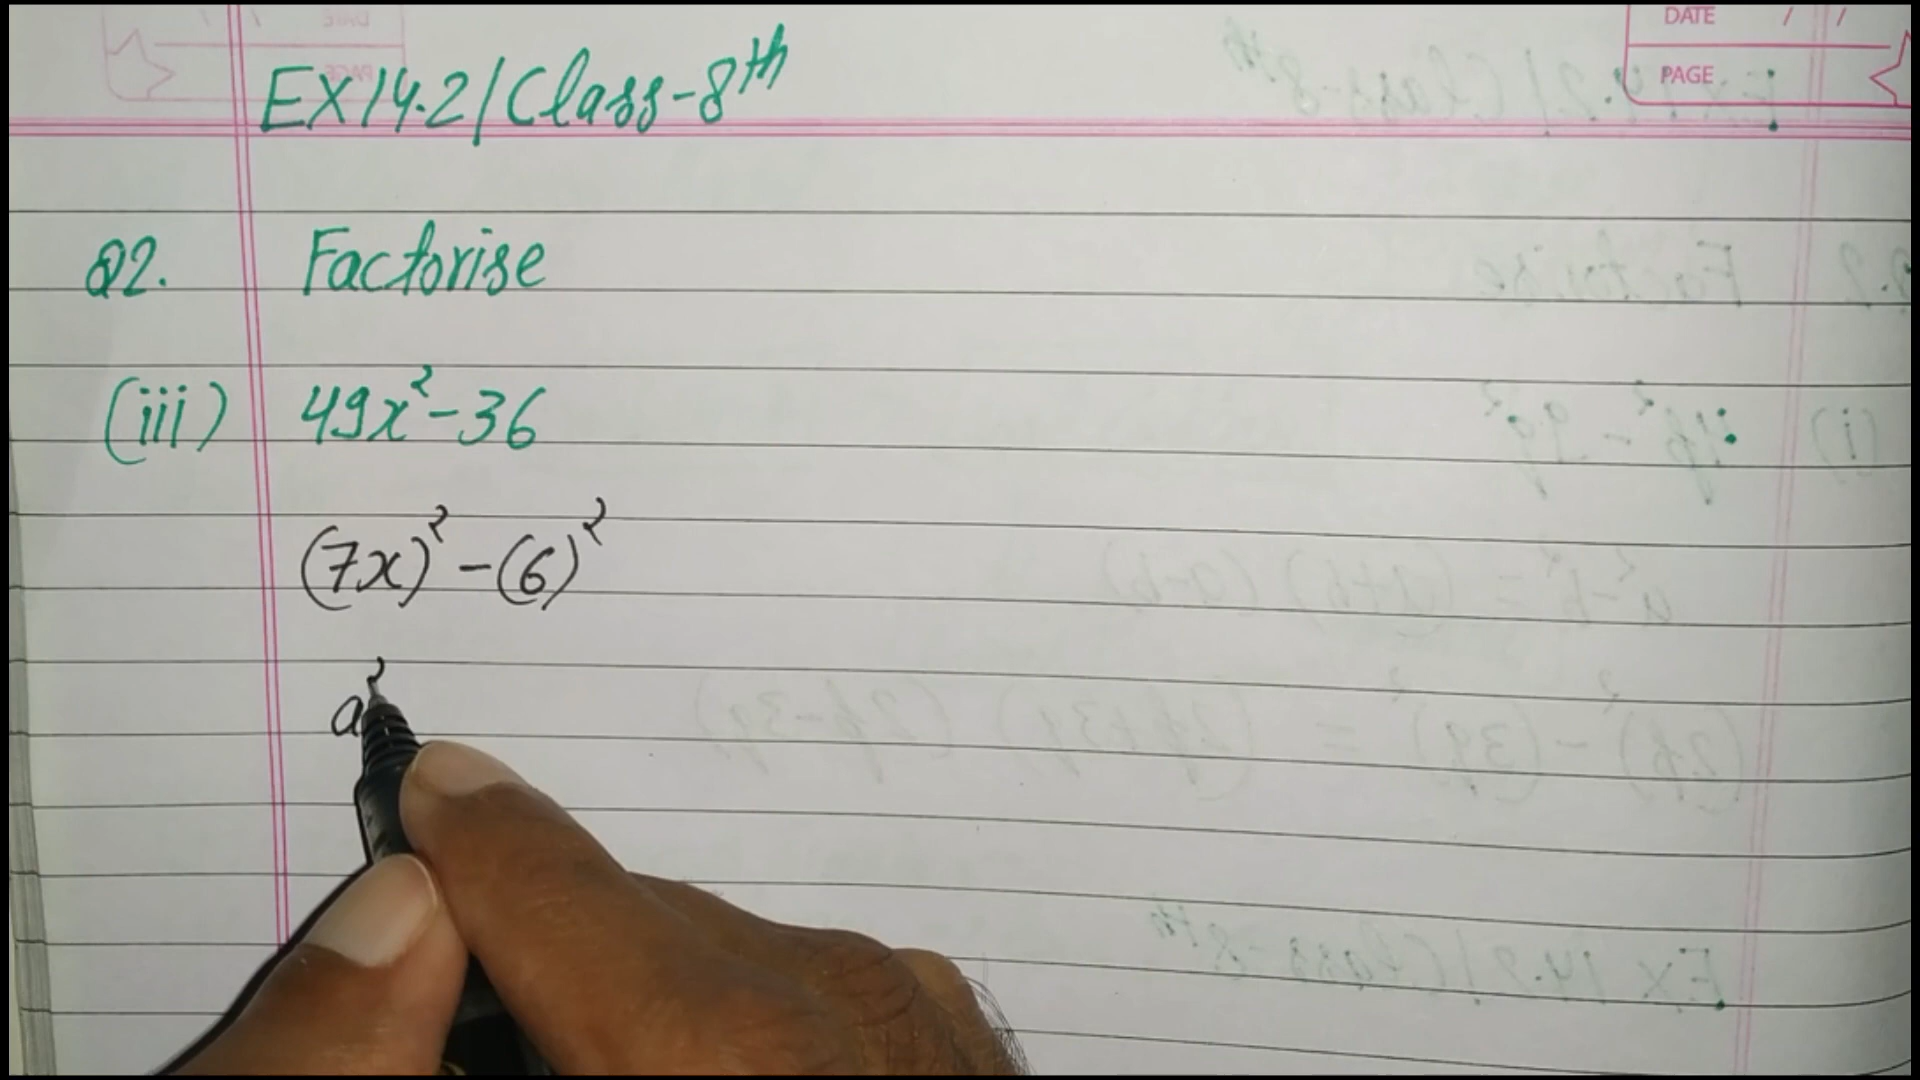 DATE / /
PAGE
EX 14.2 / Class-8th
Q2. Factorise
(iii) 49x² - 36
(7x)² - (6)²
a²